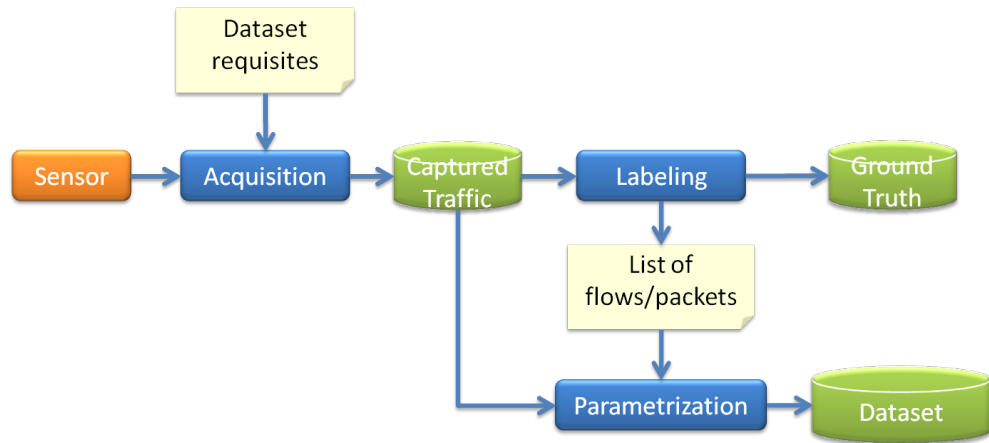 Dataset
requisites
Sensor
Acquisition
Captured
Traffic
Labeling
Ground
Truth
List of
flows/packets
Parametrization
Dataset